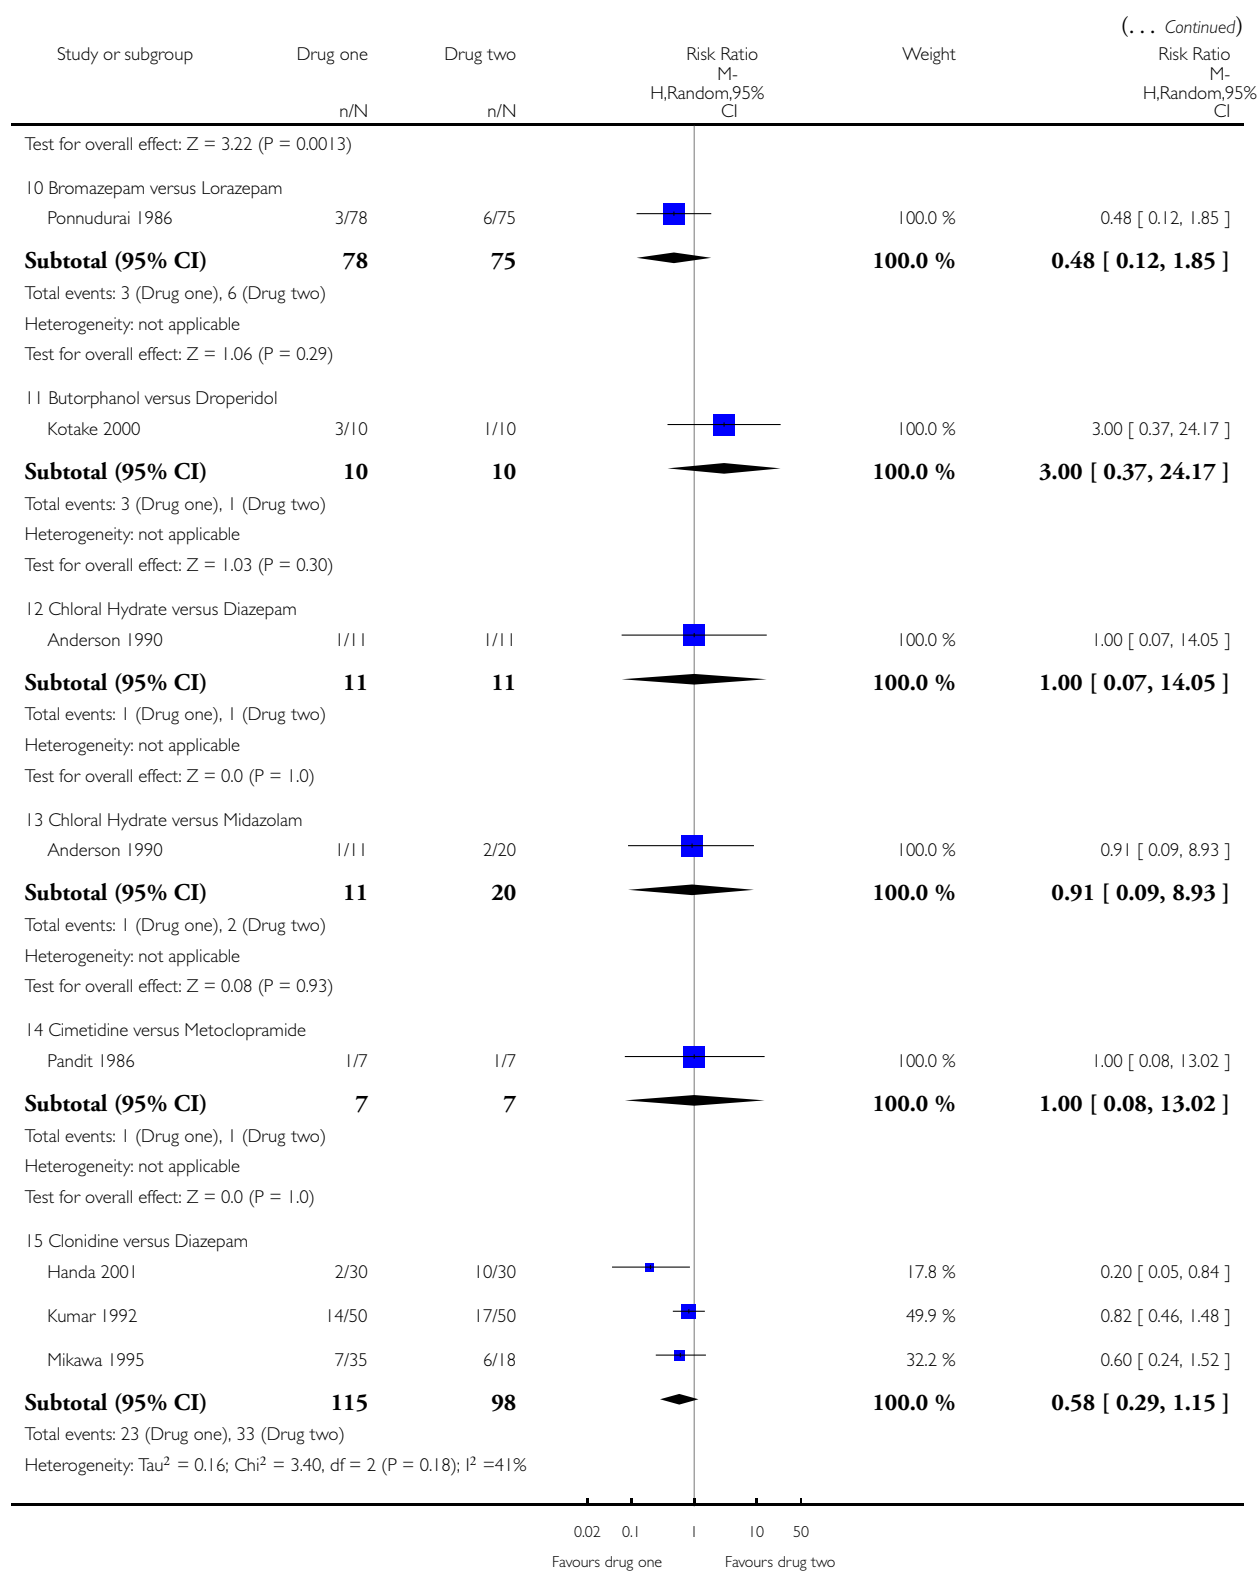 (... Continued)
Study or subgroup Drug one Drug two Risk Ratio Weight Risk Ratio
M- M-
H,Random,95% H,Random,95%
n/N n/N CI CI
Test for overall effect: Z = 3.22 (P = 0.0013)
10 Bromazepam versus Lorazepam
Ponnudurai 1986 3/78 6/75 100.0 % 0.48 [ 0.12, 1.85 ]
Subtotal (95% CI) 78 75 100.0 % 0.48 [ 0.12, 1.85 ]
Total events: 3 (Drug one), 6 (Drug two)
Heterogeneity: not applicable
Test for overall effect: Z = 1.06 (P = 0.29)
11 Butorphanol versus Droperidol
Kotake 2000 3/10 1/10 100.0 % 3.00 [ 0.37, 24.17 ]
Subtotal (95% CI) 10 10 100.0 % 3.00 [ 0.37, 24.17 ]
Total events: 3 (Drug one), 1 (Drug two)
Heterogeneity: not applicable
Test for overall effect: Z = 1.03 (P = 0.30)
12 Chloral Hydrate versus Diazepam
Anderson 1990 1/11 1/11 100.0 % 1.00 [ 0.07, 14.05 ]
Subtotal (95% CI) 11 11 100.0 % 1.00 [ 0.07, 14.05 ]
Total events: 1 (Drug one), 1 (Drug two)
Heterogeneity: not applicable
Test for overall effect: Z = 0.0 (P = 1.0)
13 Chloral Hydrate versus Midazolam
Anderson 1990 1/11 2/20 100.0 % 0.91 [ 0.09, 8.93 ]
Subtotal (95% CI) 11 20 100.0 % 0.91 [ 0.09, 8.93 ]
Total events: 1 (Drug one), 2 (Drug two)
Heterogeneity: not applicable
Test for overall effect: Z = 0.08 (P = 0.93)
14 Cimetidine versus Metoclopramide
Pandit 1986 1/7 1/7 100.0 % 1.00 [ 0.08, 13.02 ]
Subtotal (95% CI) 7 7 100.0 % 1.00 [ 0.08, 13.02 ]
Total events: 1 (Drug one), 1 (Drug two)
Heterogeneity: not applicable
Test for overall effect: Z = 0.0 (P = 1.0)
15 Clonidine versus Diazepam
Handa 2001 2/30 10/30 17.8 % 0.20 [ 0.05, 0.84 ]
Kumar 1992 14/50 17/50 49.9 % 0.82 [ 0.46, 1.48 ]
Mikawa 1995 7/35 6/18 32.2 % 0.60 [ 0.24, 1.52 ]
Subtotal (95% CI) 115 98 100.0 % 0.58 [ 0.29, 1.15 ]
Total events: 23 (Drug one), 33 (Drug two)
Heterogeneity: Tau² = 0.16; Chi² = 3.40, df = 2 (P = 0.18); I² =41%
0.02 0.1 1 10 50
Favours drug one Favours drug two